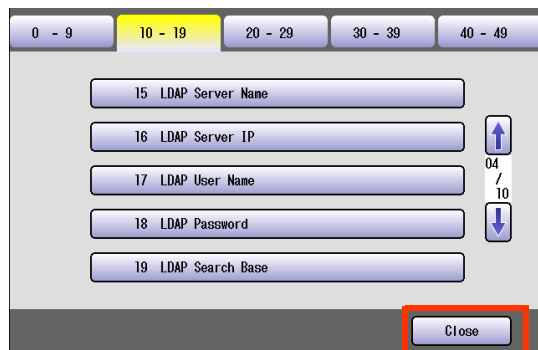 0 - 9 10 - 19 20 - 29 30 - 39 40 - 49
15 LDAP Server Name
16 LDAP Server IP
17 LDAP User Name
18 LDAP Password
19 LDAP Search Base
04
/
10
Close